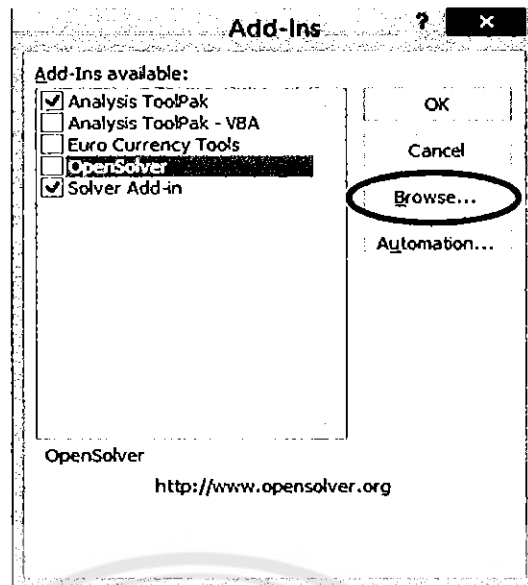 Add-Ins ? ×
Add-Ins available:
Analysis ToolPak
Analysis ToolPak - VBA
Euro Currency Tools
OpenSolver
Solver Add-in
OK
Cancel
Browse...
Automation...
OpenSolver
http://www.opensolver.org